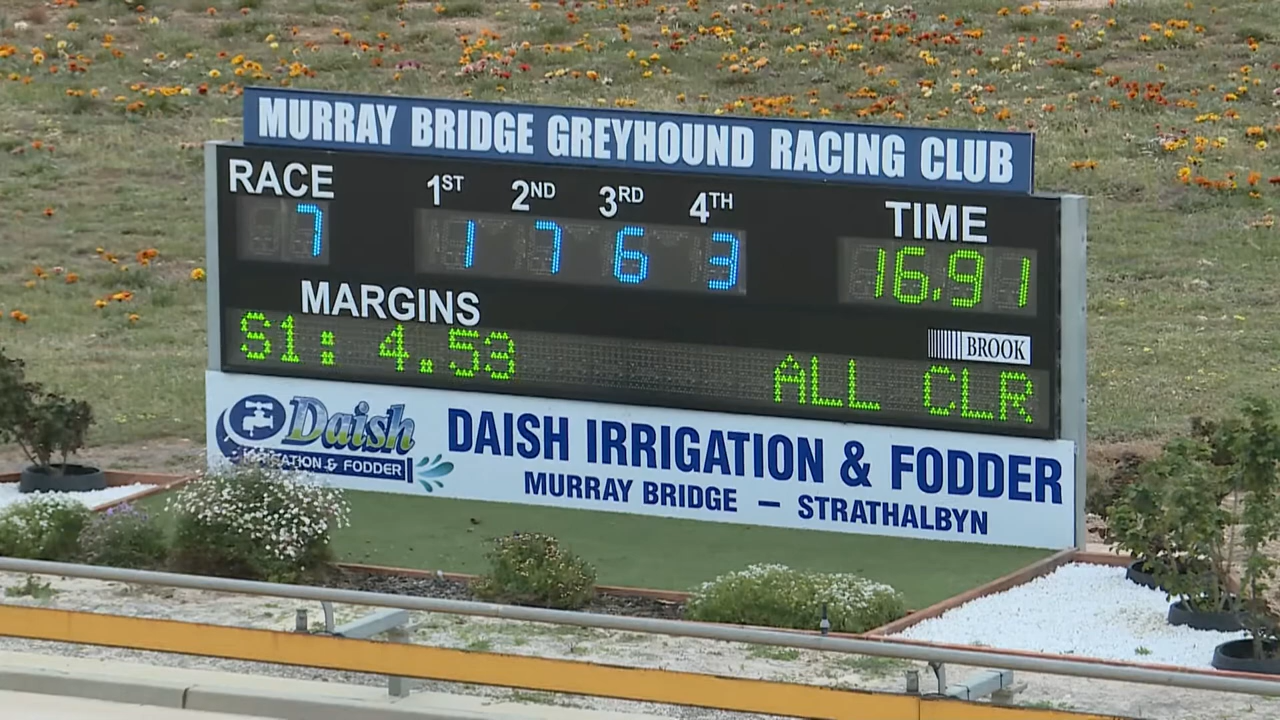 MURRAY BRIDGE GREYHOUND RACING CLUB
RACE 1ST 2ND 3RD 4TH TIME
7 1 7 6 3 16.91
MARGINS
BROOK
S1: 4.53 ALL CLR
Daish
IRRIGATION & FODDER
DAISH IRRIGATION & FODDER
MURRAY BRIDGE – STRATHALBYN